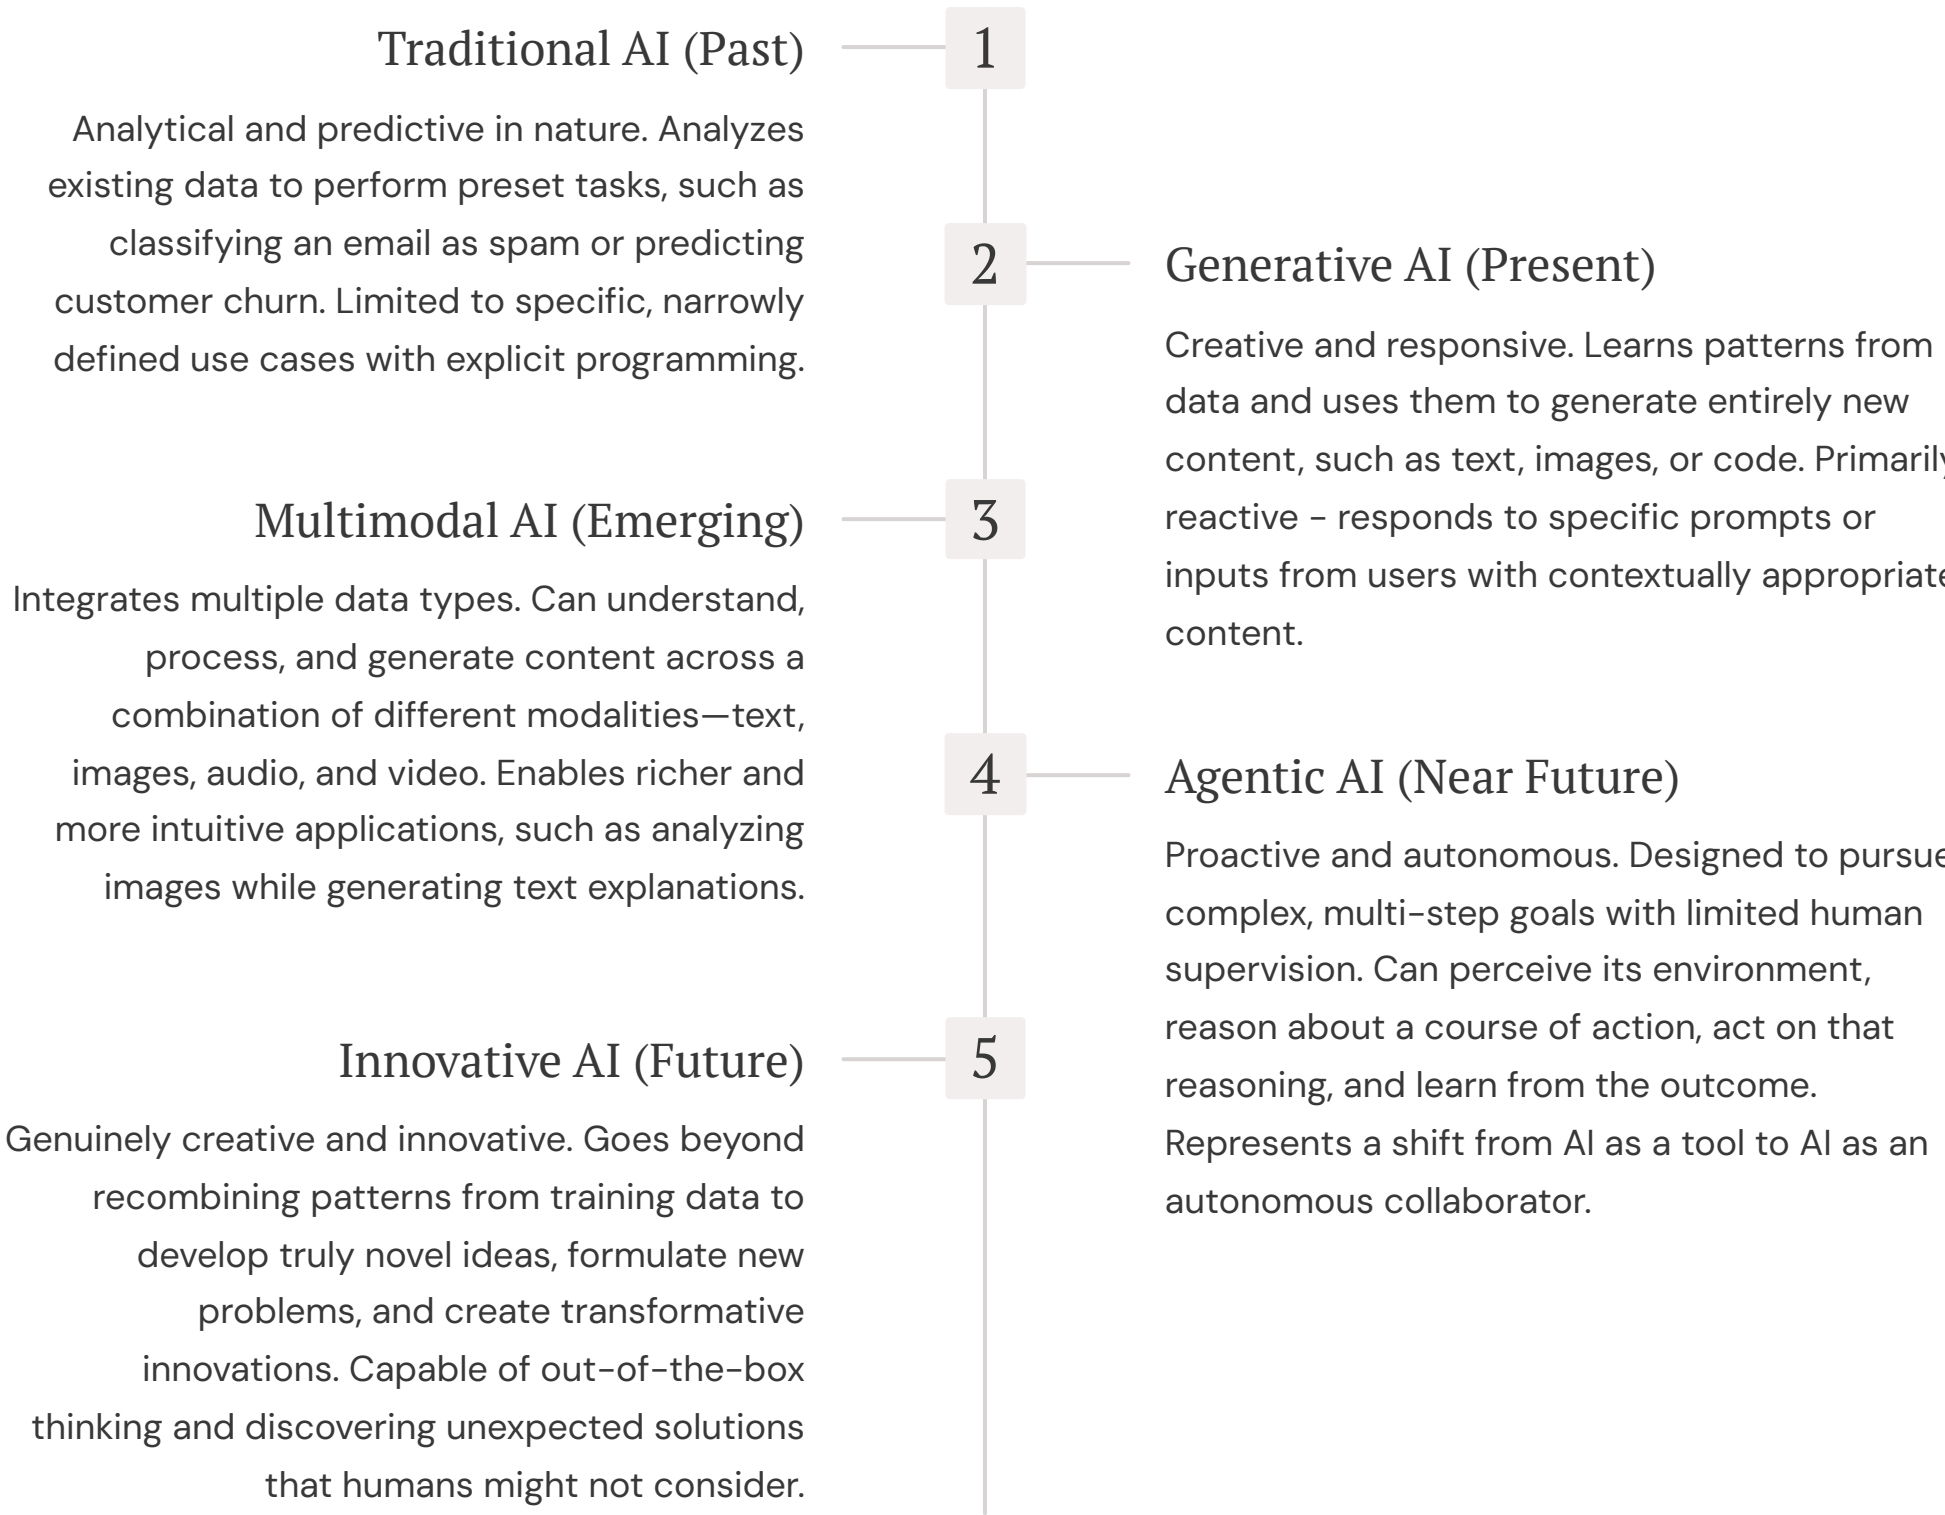 Traditional AI (Past)
1
Analytical and predictive in nature. Analyzes
existing data to perform preset tasks, such as
classifying an email as spam or predicting
customer churn. Limited to specific, narrowly
defined use cases with explicit programming.
2
Generative AI (Present)
Creative and responsive. Learns patterns from
data and uses them to generate entirely new
content, such as text, images, or code. Primarily
reactive - responds to specific prompts or
inputs from users with contextually appropriate
content.
Multimodal AI (Emerging)
3
Integrates multiple data types. Can understand,
process, and generate content across a
combination of different modalities—text,
images, audio, and video. Enables richer and
more intuitive applications, such as analyzing
images while generating text explanations.
4
Agentic AI (Near Future)
Proactive and autonomous. Designed to pursue
complex, multi-step goals with limited human
supervision. Can perceive its environment,
reason about a course of action, act on that
reasoning, and learn from the outcome.
Represents a shift from AI as a tool to AI as an
autonomous collaborator.
Innovative AI (Future)
5
Genuinely creative and innovative. Goes beyond
recombining patterns from training data to
develop truly novel ideas, formulate new
problems, and create transformative
innovations. Capable of out-of-the-box
thinking and discovering unexpected solutions
that humans might not consider.